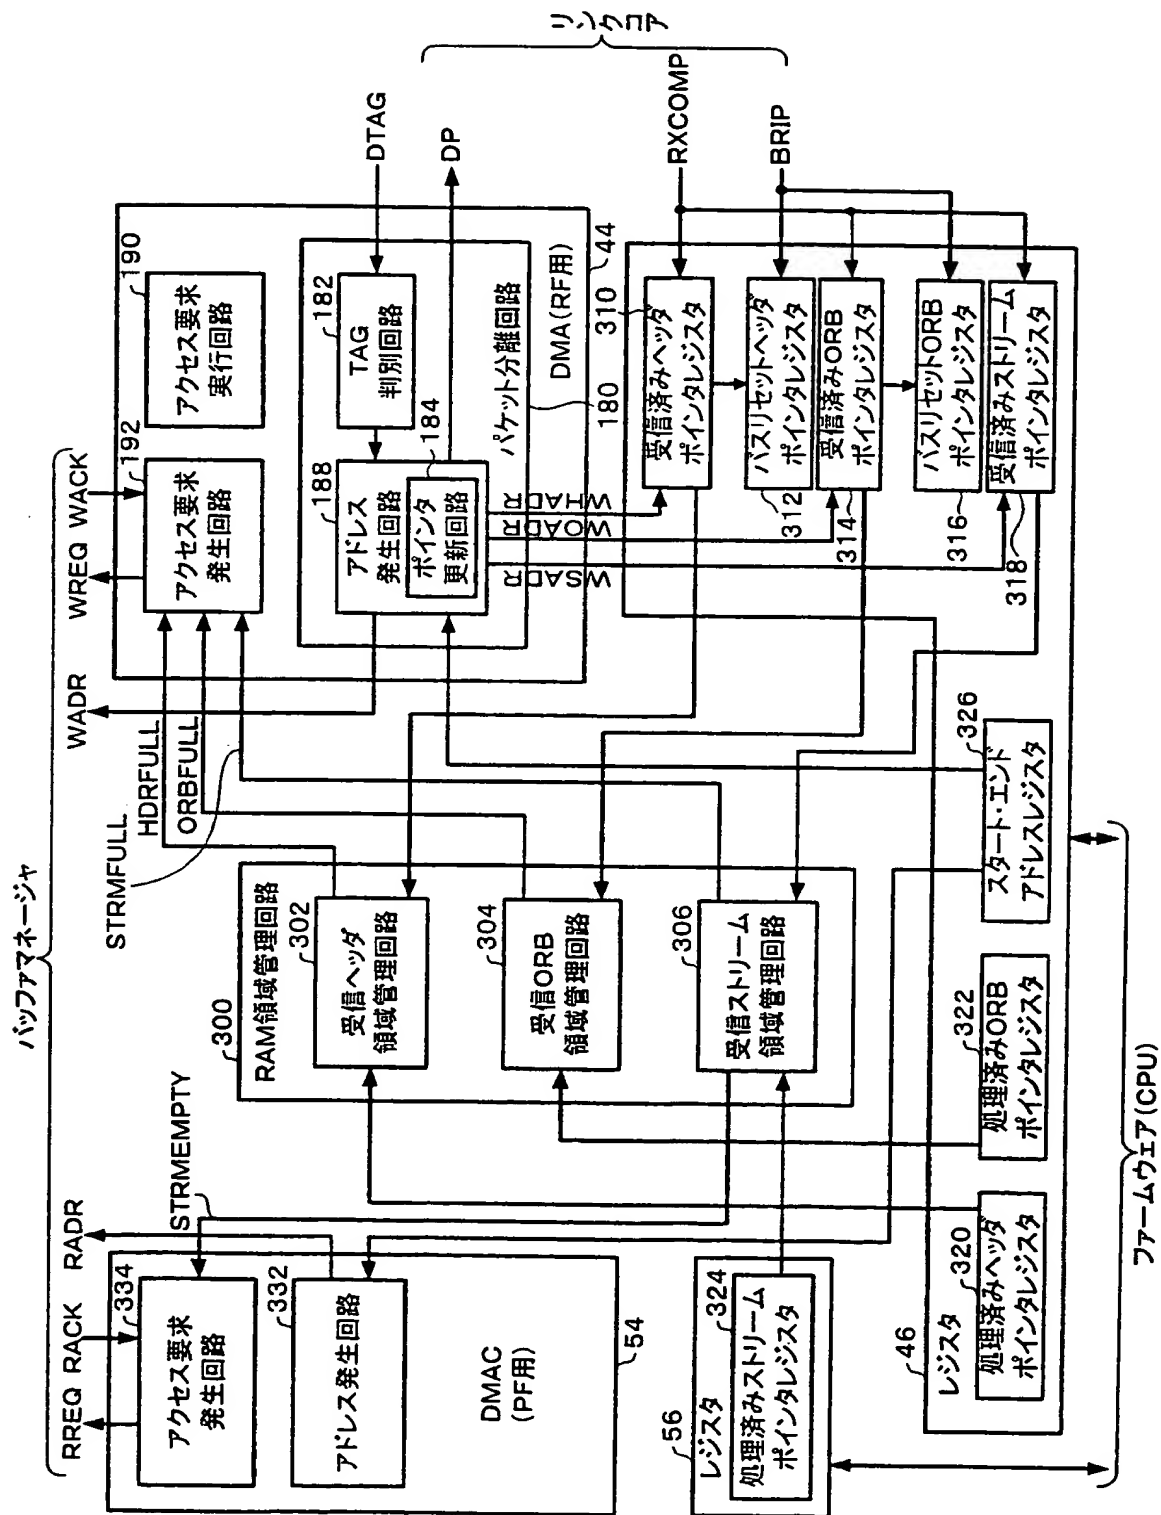 バッファマネージャ
RREQ RACK RADR
STRMEMPTY
STRMFULL
WADR
WREQ WACK
HDRFULL
ORBFULL
334
アクセス要求
発生回路
332
アドレス発生回路
DMAC
(PF用)
54
300
RAM領域管理回路
302
受信ヘッダ
領域管理回路
304
受信ORB
領域管理回路
306
受信ストリーム
領域管理回路
192
アクセス要求
発生回路
190
アクセス要求
実行回路
188
アドレス
発生回路
184
ポインタ
更新回路
182
TAG
判別回路
パケット分離回路
180
DMA(RF用)
44
DTAG
DP
リンクコア
RXCOMP
BRIP
WSADR
WOADR
WHADR
310
受信済みヘッダ
ポインタレジスタ
バスリセットヘッダ
ポインタレジスタ
312
受信済みORB
ポインタレジスタ
314
バスリセットORB
ポインタレジスタ
316
受信済みストリーム
ポインタレジスタ
318
56
レジスタ
324
処理済みストリーム
ポインタレジスタ
46
レジスタ
320
処理済みヘッダ
ポインタレジスタ
322
処理済みORB
ポインタレジスタ
326
スタート・エンド
アドレスレジスタ
ファームウェア(CPU)